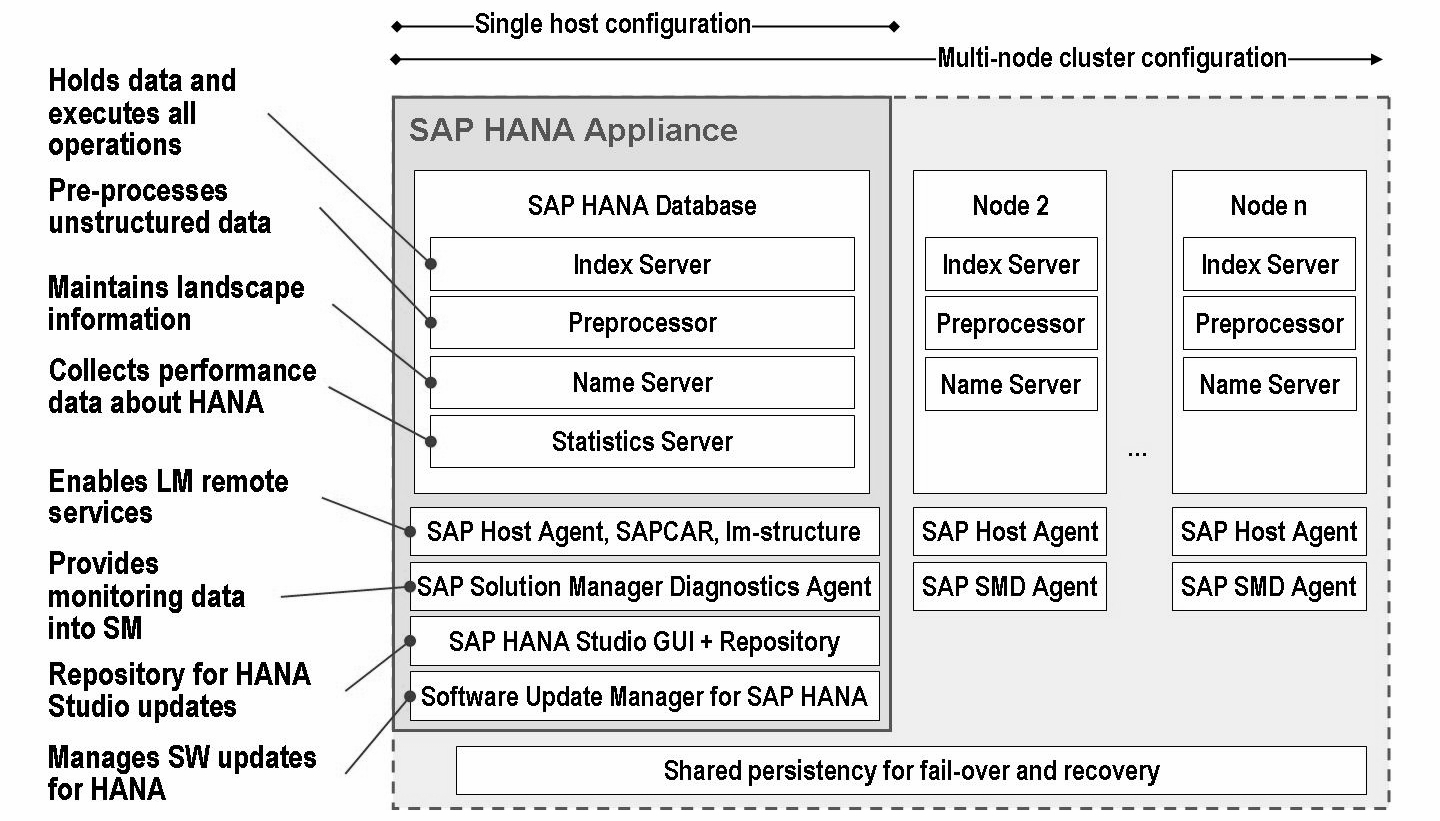 Single host configuration
Multi-node cluster configuration
Holds data and
executes all
operations
Pre-processes
unstructured data
Maintains landscape
information
Collects performance
data about HANA
Enables LM remote
services
Provides
monitoring data
into SM
Repository for HANA
Studio updates
Manages SW updates
for HANA
SAP HANA Appliance
SAP HANA Database
Index Server
Preprocessor
Name Server
Statistics Server
SAP Host Agent, SAPCAR, lm-structure
SAP Solution Manager Diagnostics Agent
SAP HANA Studio GUI + Repository
Software Update Manager for SAP HANA
Node 2
Index Server
Preprocessor
Name Server
SAP Host Agent
SAP SMD Agent
...
Node n
Index Server
Preprocessor
Name Server
SAP Host Agent
SAP SMD Agent
Shared persistency for fail-over and recovery